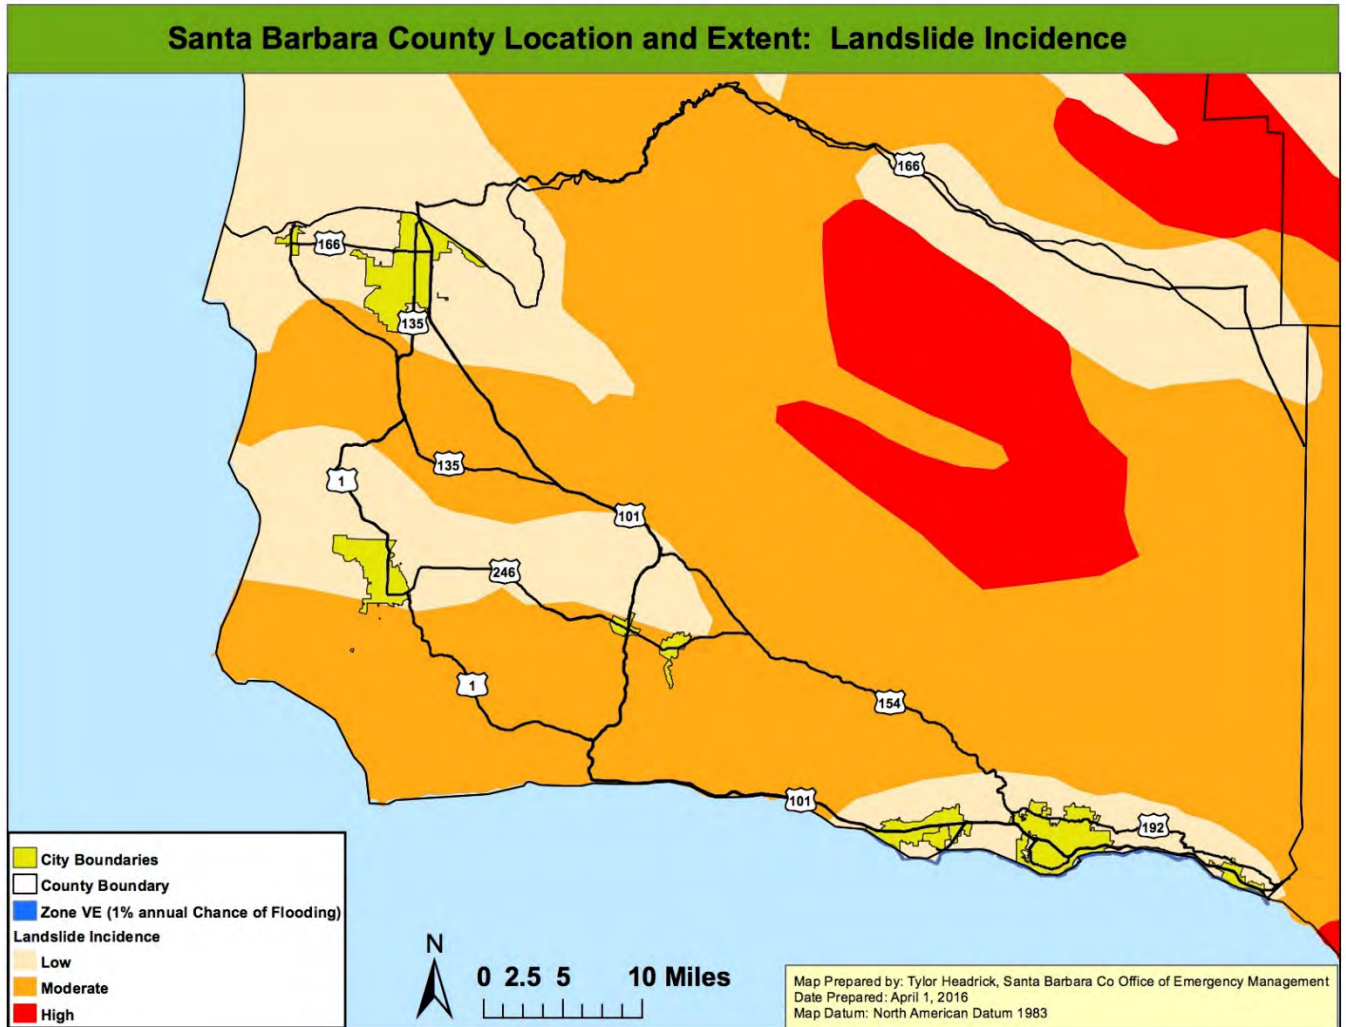 Santa Barbara County Location and Extent:  Landslide Incidence
166
166
135
135
1
101
246
1
154
101
192
City Boundaries
County Boundary
Zone VE (1% annual Chance of Flooding)
Landslide Incidence
Low
Moderate
High
N
0 2.5 5 10 Miles
Map Prepared by: Tylor Headrick, Santa Barbara Co Office of Emergency Management
Date Prepared: April 1, 2016
Map Datum: North American Datum 1983